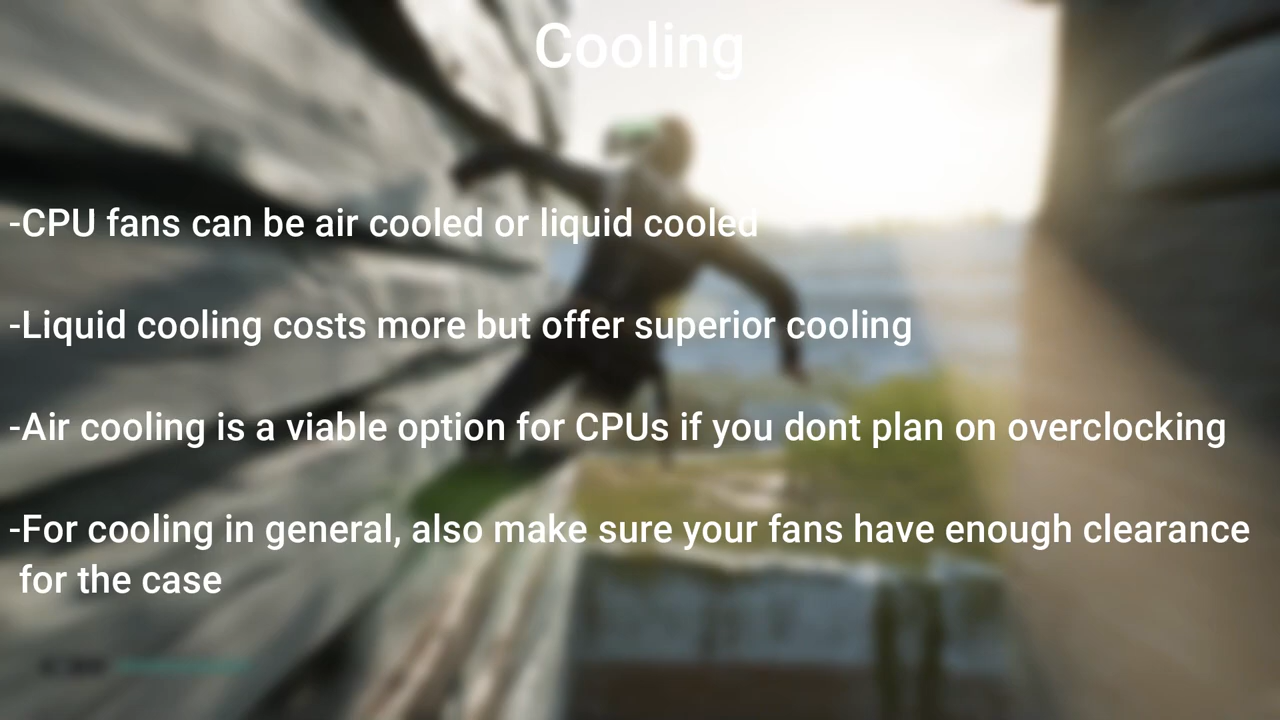 Cooling
-CPU fans can be air cooled or liquid cooled
-Liquid cooling costs more but offer superior cooling
-Air cooling is a viable option for CPUs if you dont plan on overclocking
-For cooling in general, also make sure your fans have enough clearance
for the case